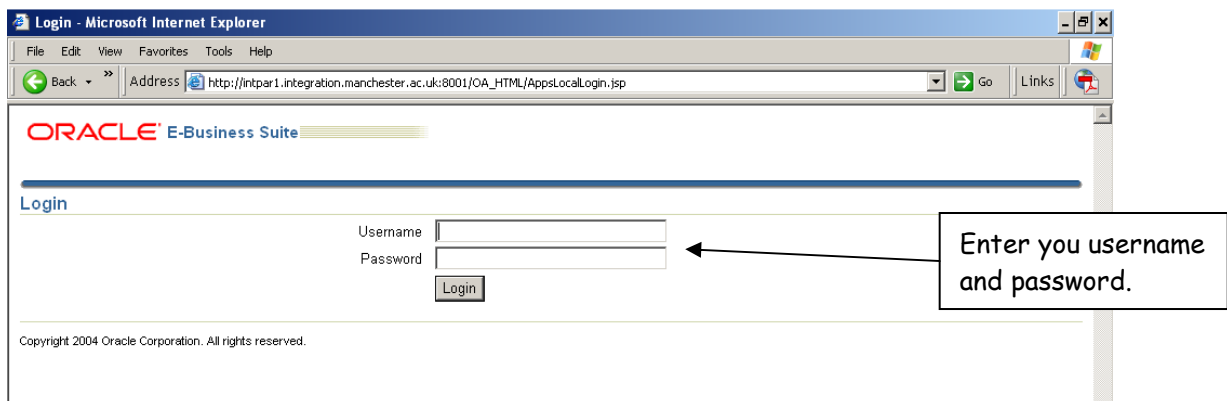 Login - Microsoft Internet Explorer
File Edit View Favorites Tools Help
Back » Address http://intpar1.integration.manchester.ac.uk:8001/OA_HTML/AppsLocalLogin.jsp Go Links
ORACLE E-Business Suite
Login
Username
Password
Login
Enter you username
and password.
Copyright 2004 Oracle Corporation. All rights reserved.